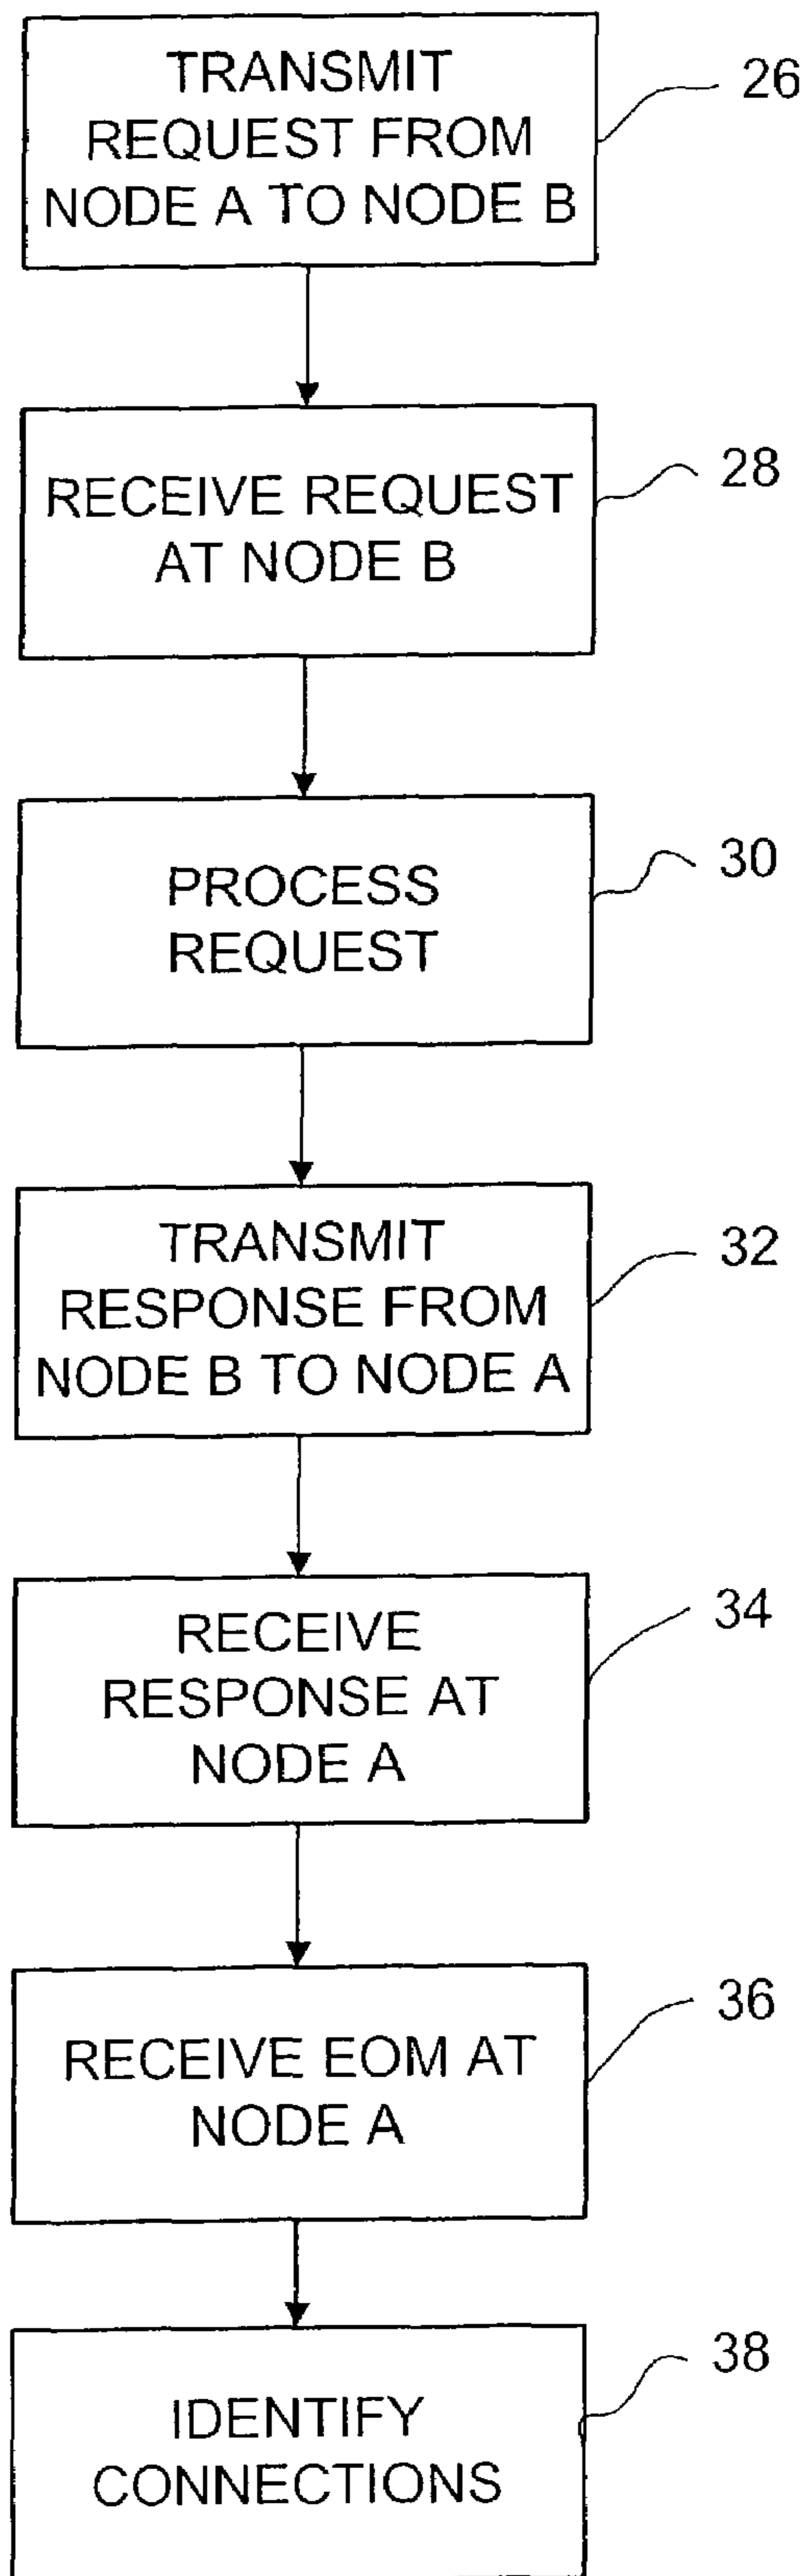 TRANSMIT
REQUEST FROM
NODE A TO NODE B
26
RECEIVE REQUEST
AT NODE B
28
PROCESS
REQUEST
30
TRANSMIT
RESPONSE FROM
NODE B TO NODE A
32
RECEIVE
RESPONSE AT
NODE A
34
RECEIVE EOM AT
NODE A
36
IDENTIFY
CONNECTIONS
38